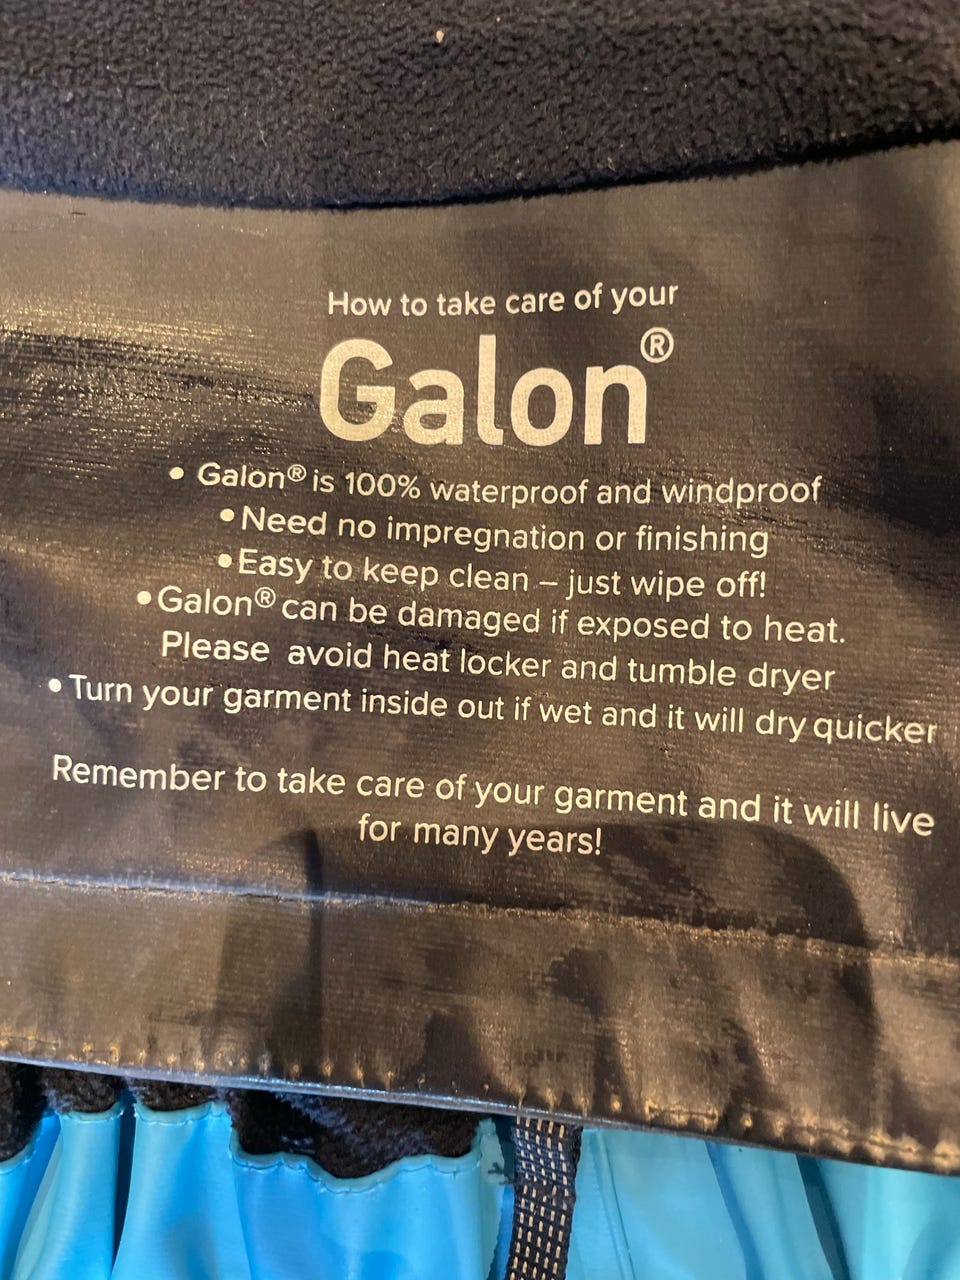 How to take care of your
Galon®
• Galon® is 100% waterproof and windproof
• Need no impregnation or finishing
• Easy to keep clean – just wipe off!
• Galon® can be damaged if exposed to heat.
Please avoid heat locker and tumble dryer
• Turn your garment inside out if wet and it will dry quicker
Remember to take care of your garment and it will live
for many years!